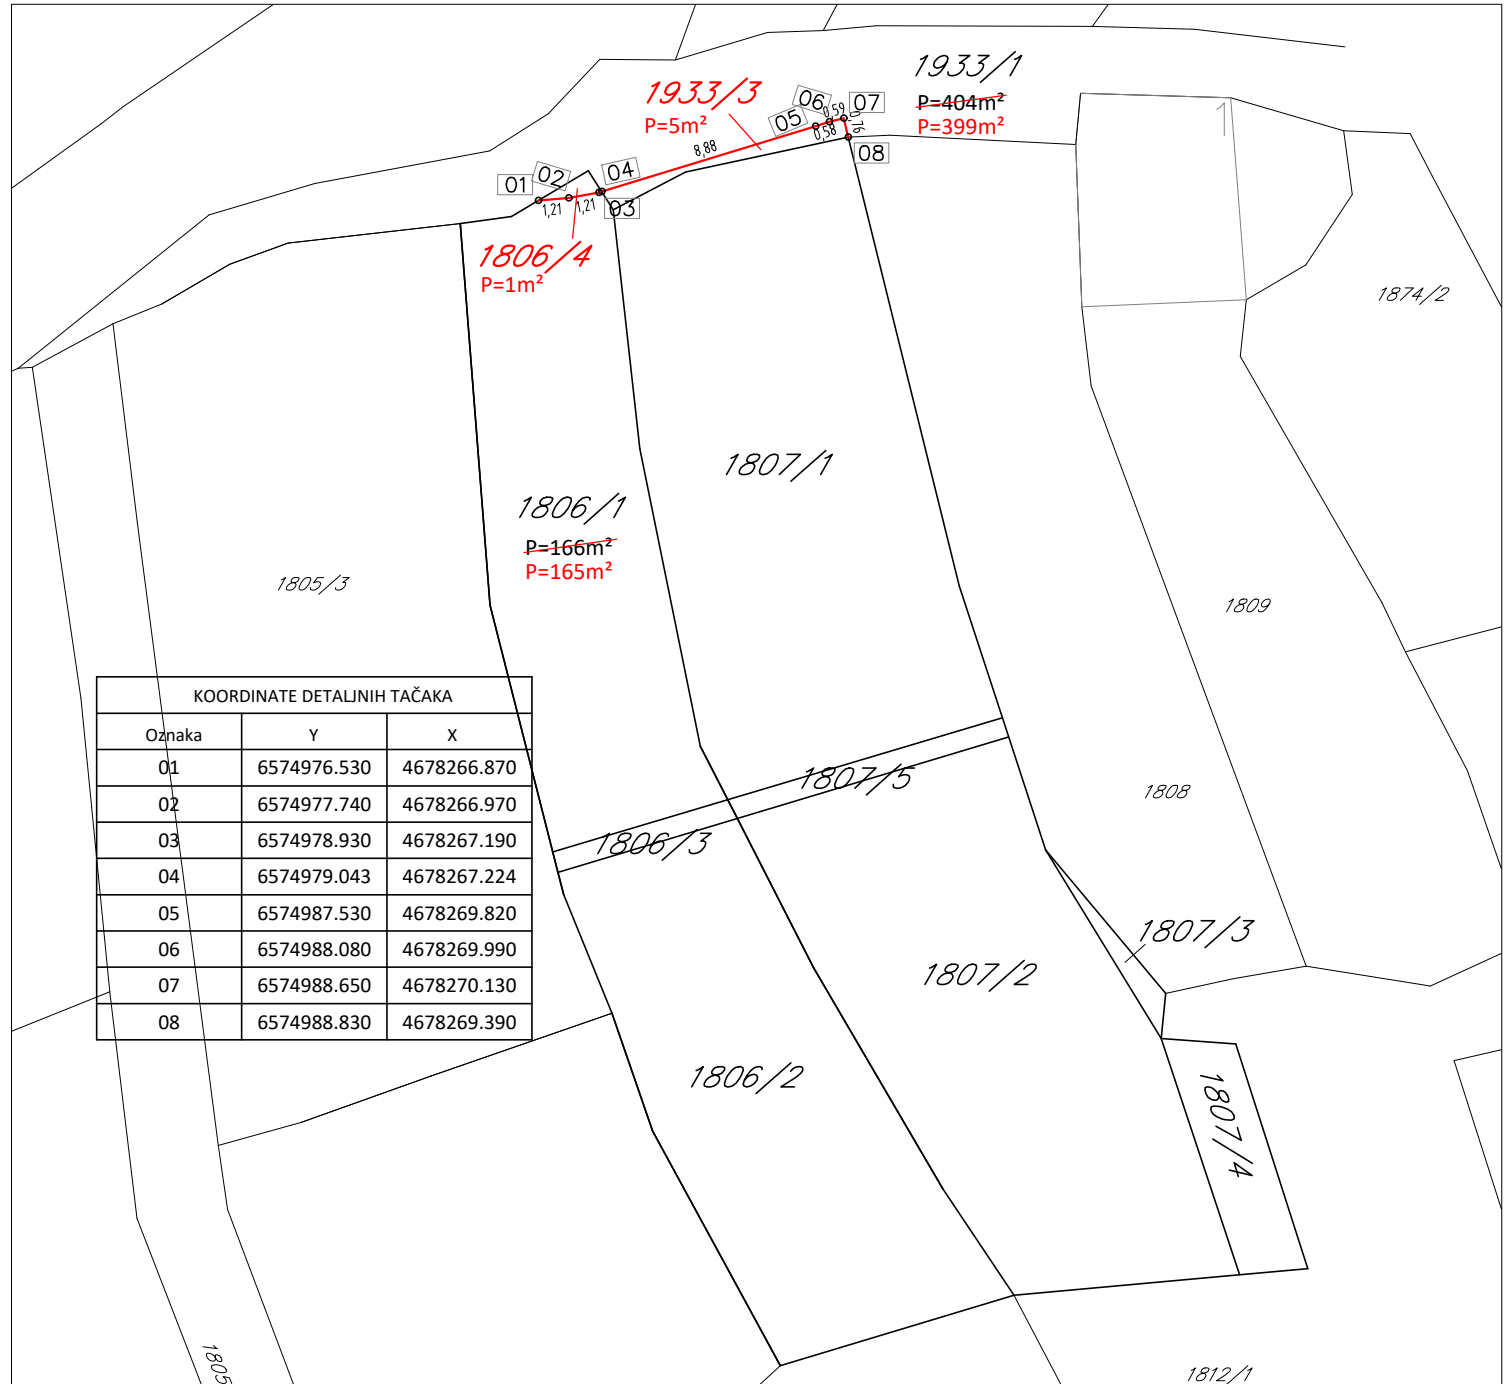 1933/1
P=404m²
P=399m²
1933/3
P=5m²
06
0,59
07
05
0,58
0,76
08
8,88
01
02
04
1,21
1,21
03
1806/4
P=1m²
1
1874/2
1807/1
1806/1
P=166m²
P=165m²
1805/3
1809
KOORDINATE DETALJNIH TAČAKA
Oznaka Y X
01 6574976.530 4678266.870
02 6574977.740 4678266.970
03 6574978.930 4678267.190
04 6574979.043 4678267.224
05 6574987.530 4678269.820
06 6574988.080 4678269.990
07 6574988.650 4678270.130
08 6574988.830 4678269.390
1807/5
1808
1806/3
1807/3
1807/2
1806/2
1807/4
1805
1812/1